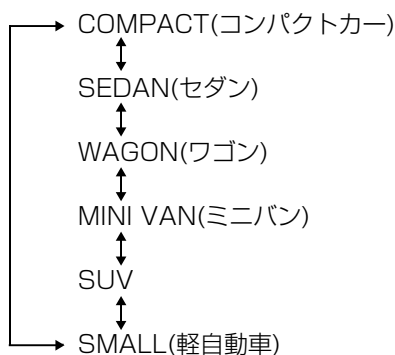 COMPACT(コンパクトカー)
SEDAN(セダン)
WAGON(ワゴン)
MINI VAN(ミニバン)
SUV
SMALL(軽自動車)